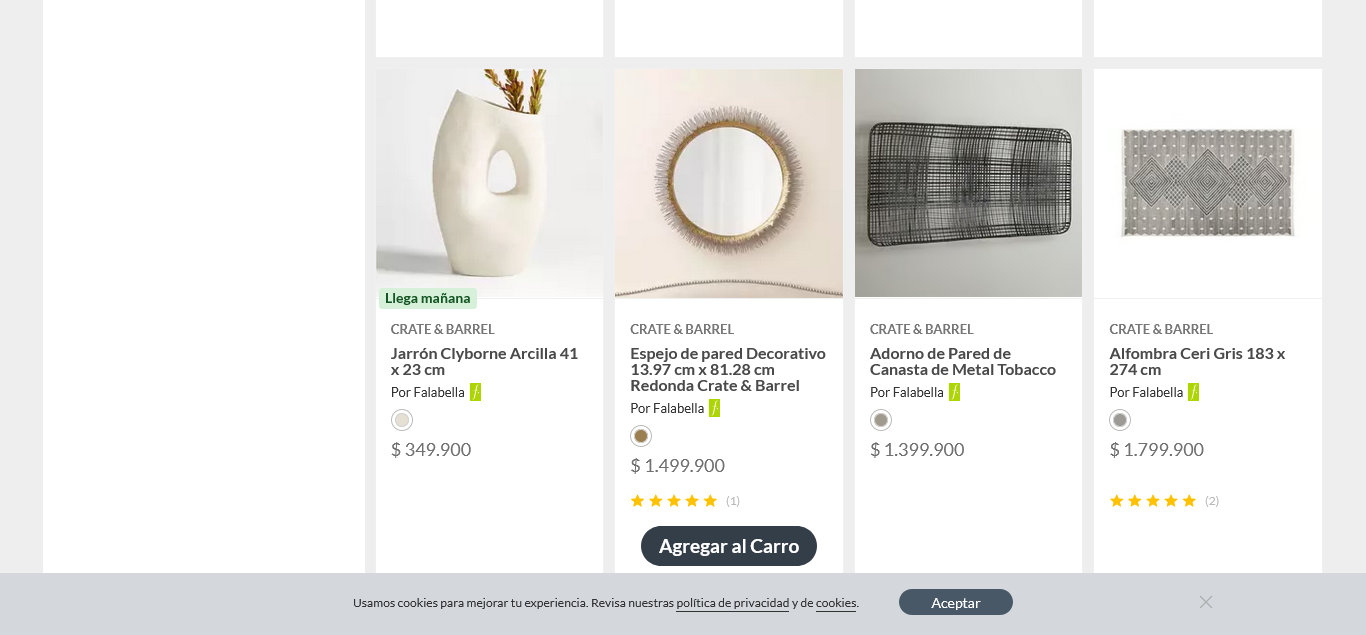 Llega mañana
CRATE & BARREL
Jarrón Clyborne Arcilla 41
x 23 cm
Por Falabella
$ 349.900
CRATE & BARREL
Espejo de pared Decorativo
13.97 cm x 81.28 cm
Redonda Crate & Barrel
Por Falabella
$ 1.499.900
(1)
Agregar al Carro
CRATE & BARREL
Adorno de Pared de
Canasta de Metal Tobacco
Por Falabella
$ 1.399.900
CRATE & BARREL
Alfombra Ceri Gris 183 x
274 cm
Por Falabella
$ 1.799.900
(2)
Usamos cookies para mejorar tu experiencia. Revisa nuestras política de privacidad y de cookies.
Aceptar